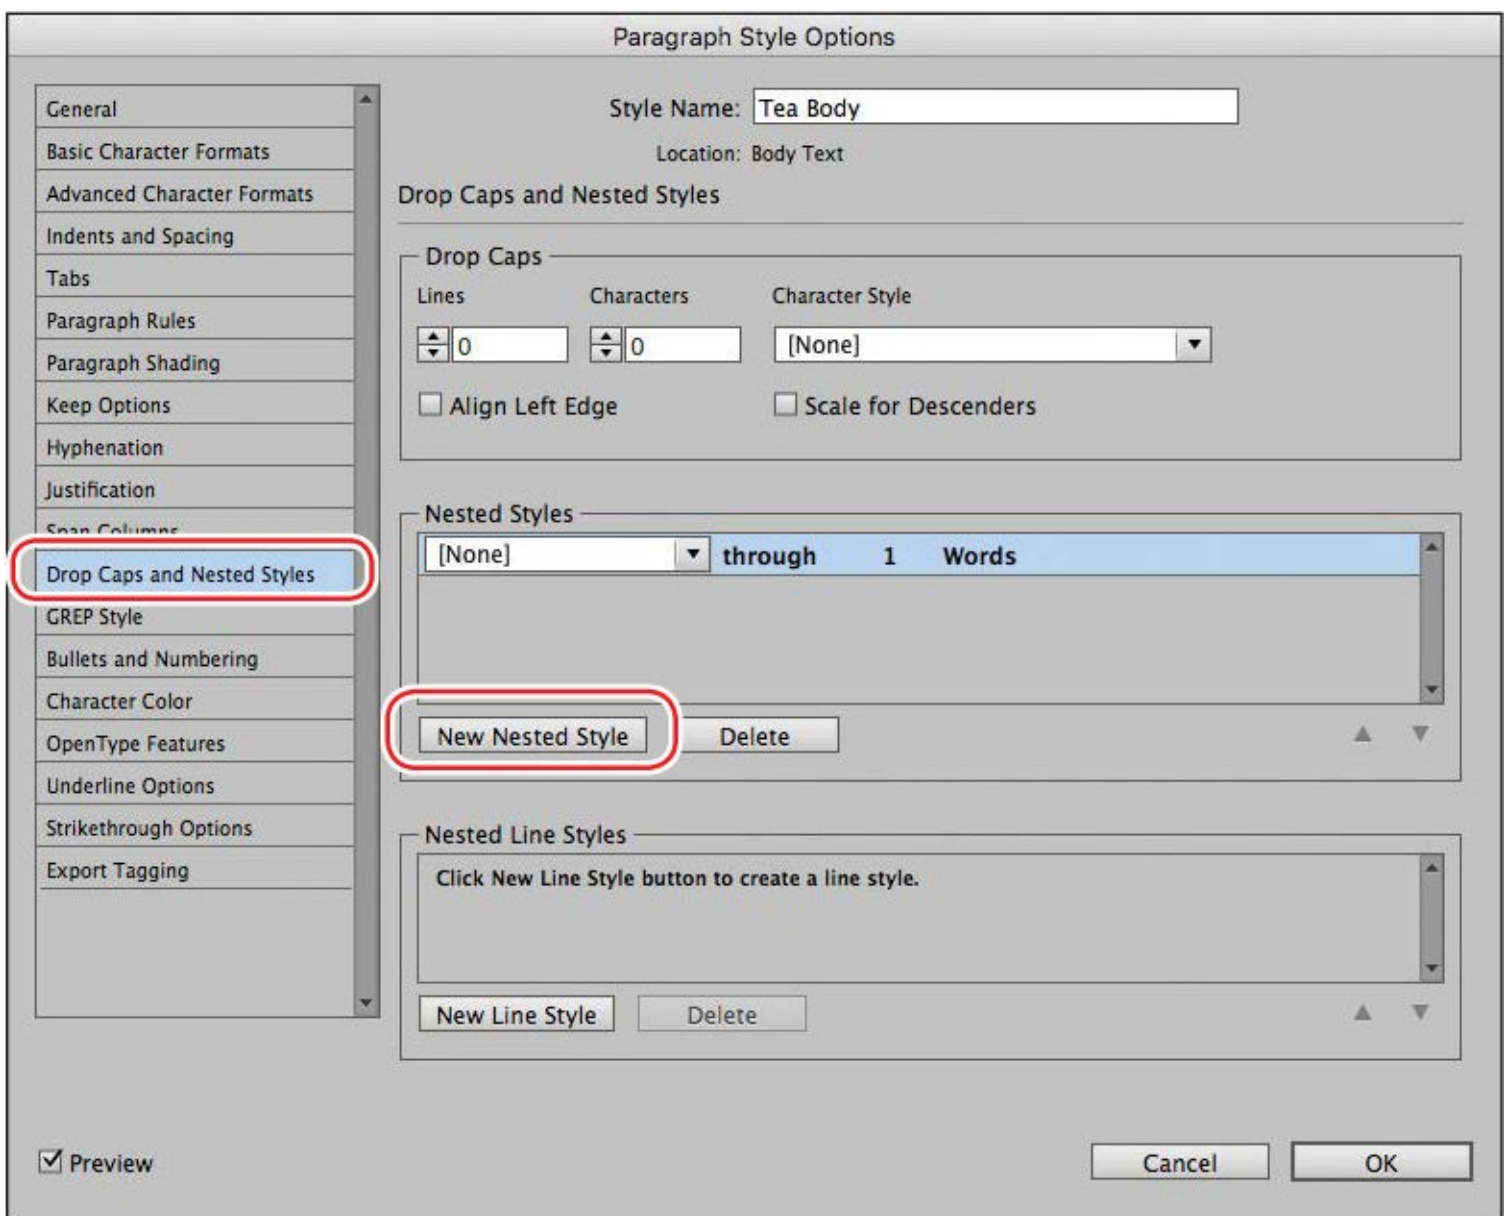 Paragraph Style Options
General
Basic Character Formats
Advanced Character Formats
Indents and Spacing
Tabs
Paragraph Rules
Paragraph Shading
Keep Options
Hyphenation
Justification
Span Columns
Drop Caps and Nested Styles
GREP Style
Bullets and Numbering
Character Color
OpenType Features
Underline Options
Strikethrough Options
Export Tagging
Style Name: Tea Body
Location: Body Text
Drop Caps and Nested Styles
Drop Caps
Lines Characters Character Style
0 0 [None]
Align Left Edge Scale for Descenders
Nested Styles
[None] through 1 Words
New Nested Style Delete
Nested Line Styles
Click New Line Style button to create a line style.
New Line Style Delete
Preview Cancel OK